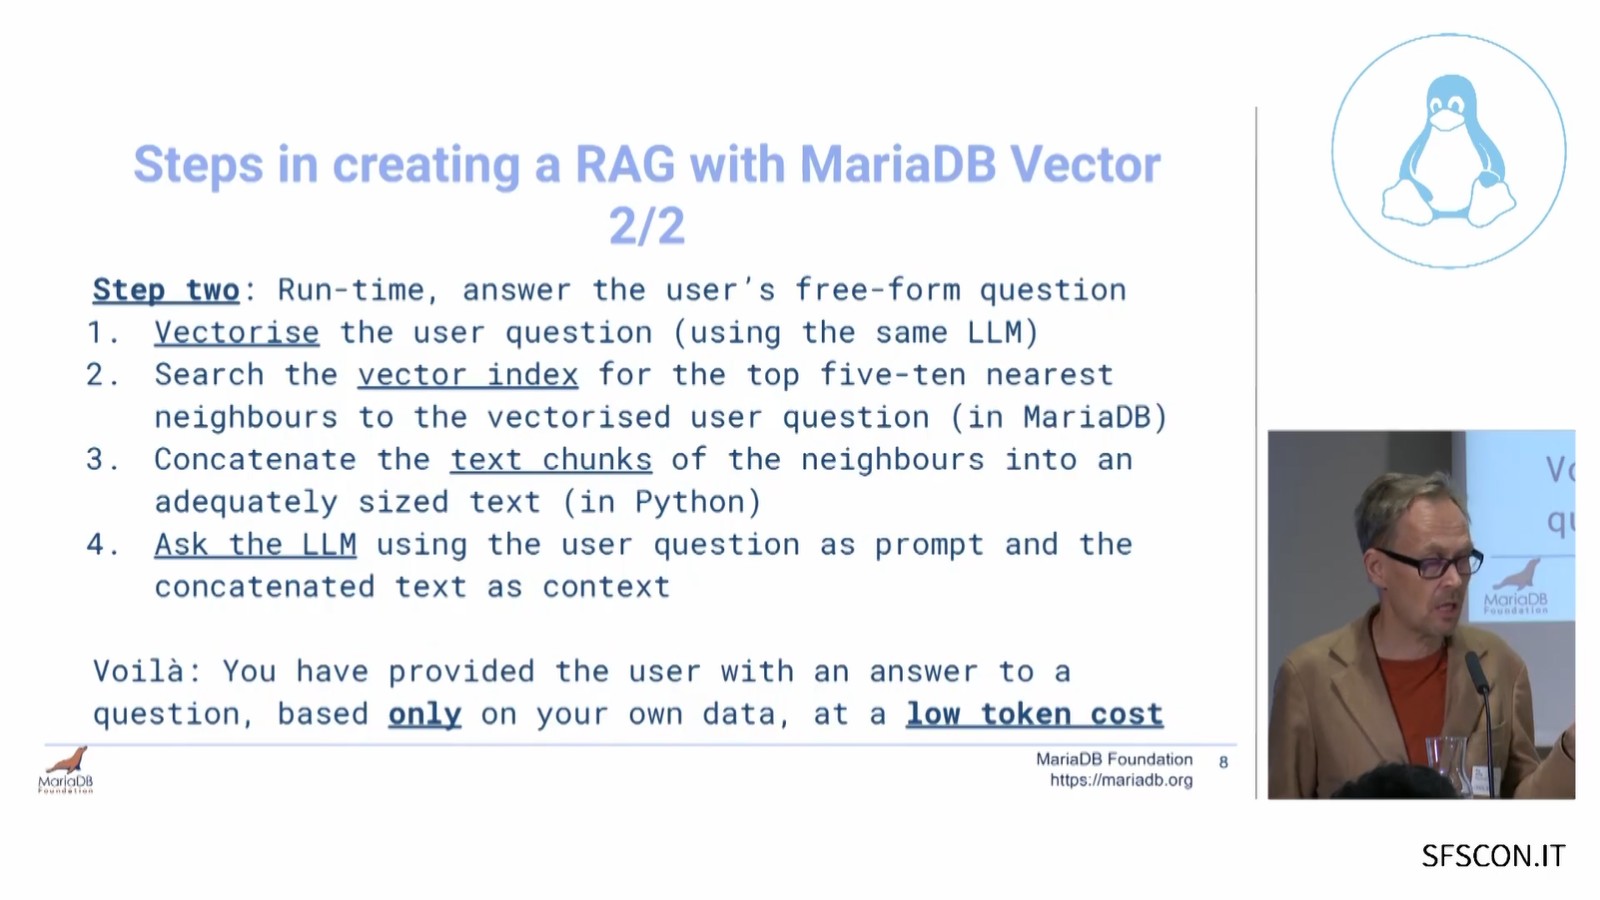 Steps in creating a RAG with MariaDB Vector
2/2
Step two: Run-time, answer the user’s free-form question
1. Vectorise the user question (using the same LLM)
2. Search the vector index for the top five-ten nearest
neighbours to the vectorised user question (in MariaDB)
3. Concatenate the text chunks of the neighbours into an
adequately sized text (in Python)
4. Ask the LLM using the user question as prompt and the
concatenated text as context
Voilà: You have provided the user with an answer to a
question, based only on your own data, at a low token cost
MariaDB
Foundation
MariaDB Foundation 8
https://mariadb.org
Vo
qu
MariaDB
Foundation
SFSCON.IT